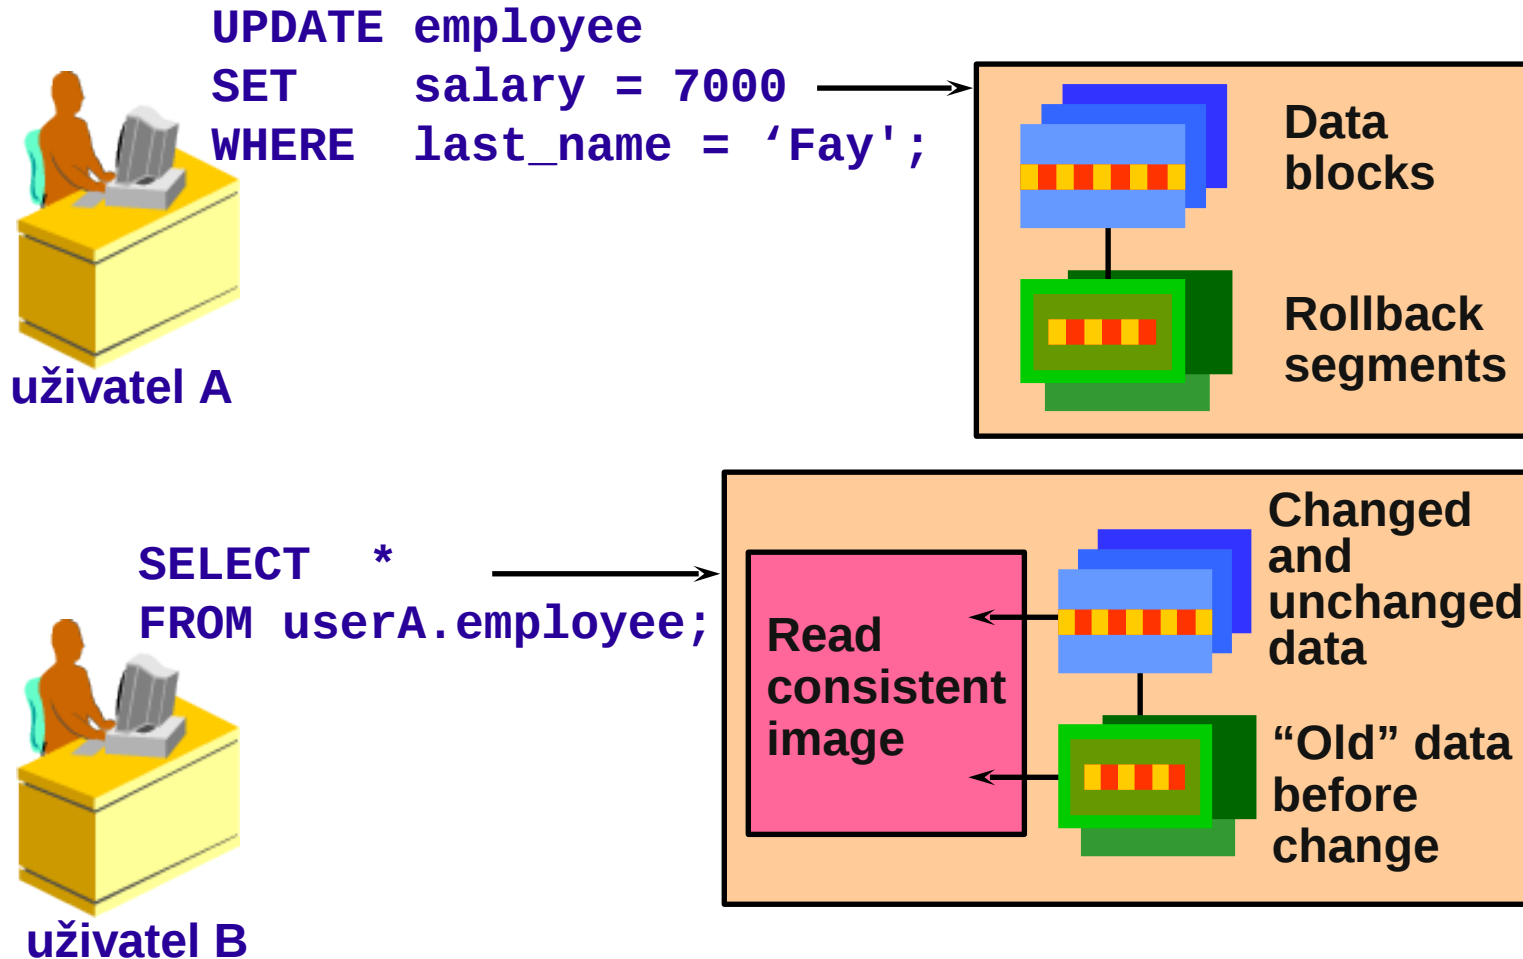 UPDATE employee
SET salary = 7000
WHERE last_name = ‘Fay';
Data
blocks
Rollback
segments
uživatel A
SELECT *
FROM userA.employee;
Read
consistent
image
Changed
and
unchanged
data
“Old” data
before
change
uživatel B